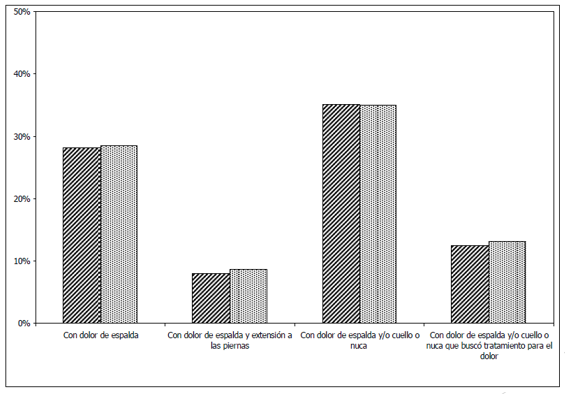 50%
40%
30%
20%
10%
0%
Con dolor de espalda
Con dolor de espalda y extensión a
las piernas
Con dolor de espalda y/o cuello o
nuca
Con dolor de espalda y/o cuello o
nuca que buscó tratamiento para el
dolor